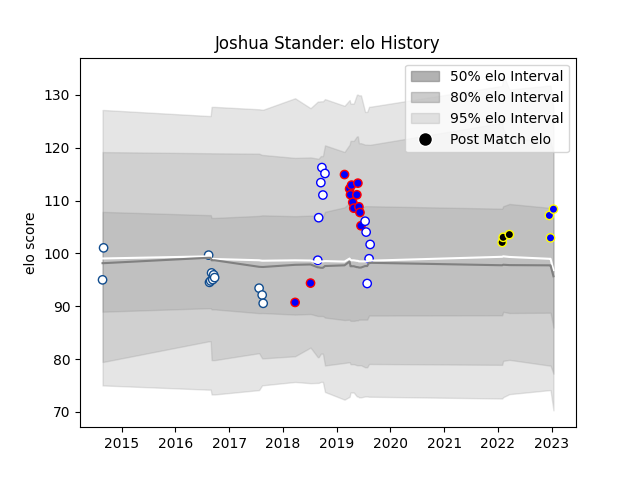 Joshua Stander: elo History
50% elo Interval
80% elo Interval
95% elo Interval
Post Match elo
elo score
130
120
110
100
90
80
70
2015 2016 2017 2018 2019 2020 2021 2022 2023